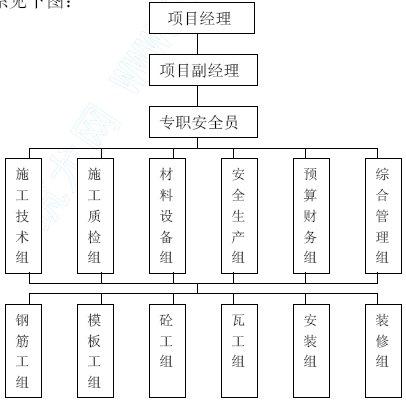 系见下图：
项目经理
项目副经理
专职安全员
施工技术组
施工质检组
材料设备组
安全生产组
预算财务组
综合管理组
钢筋工组
模板工组
砼工组
瓦工组
安装组
装修组